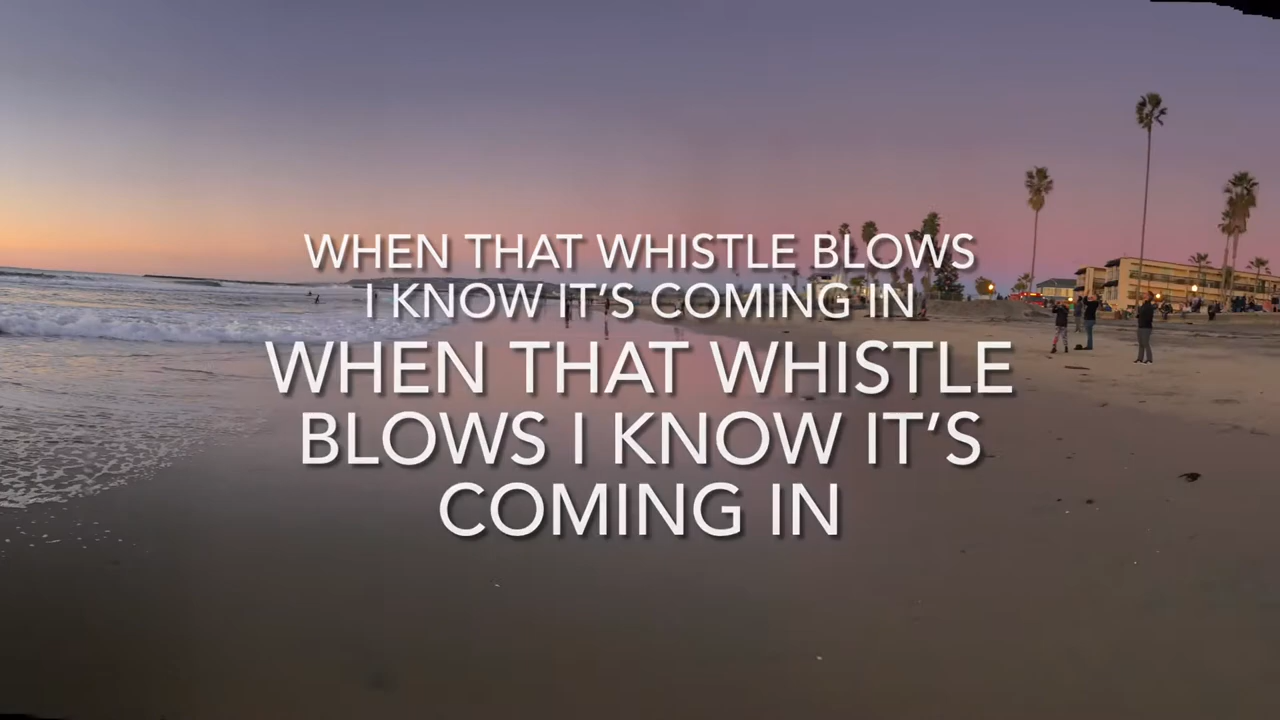 WHEN THAT WHISTLE BLOWS
I KNOW IT’S COMING IN
WHEN THAT WHISTLE
BLOWS I KNOW IT’S
COMING IN